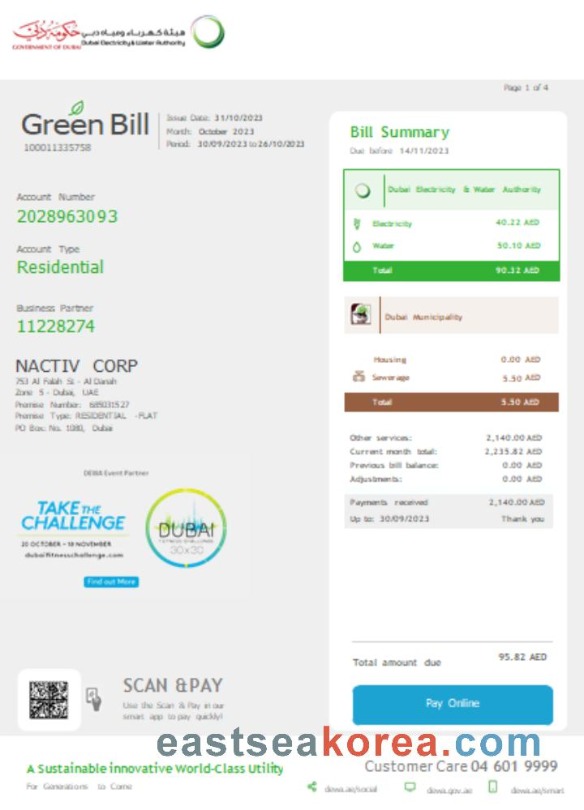 حكومة دبي
GOVERNMENT OF DUBAI
هيئة كهرباء ومياه دبي
Dubai Electricity & Water Authority
Page 1 of 4
Green Bill
100011335758
Issue Date: 31/10/2023
Month: October 2023
Period: 30/09/2023 to 26/10/2023
Account Number
2028963093
Account Type
Residential
Business Partner
11228274
NACTIV CORP
753 Al Falah St - Al Danah
Zone 5 - Dubai, UAE
Premise Number: 685031527
Premise Type: RESIDENTIAL -FLAT
PO Box: No. 1080, Dubai
DEWA Event Partner
TAKE THE
CHALLENGE
20 OCTOBER - 18 NOVEMBER
dubaifitnesschallenge.com
Find out More
DUBAI
FITNESS CHALLENGE
30x30
SCAN & PAY
Use the Scan & Pay in our
smart app to pay quickly!
Bill Summary
Due before 14/11/2023
Dubai Electricity & Water Authority
Electricity 40.22 AED
Water 50.10 AED
Total 90.32 AED
Dubai Municipality
Housing 0.00 AED
Sewerage 5.50 AED
Total 5.50 AED
Other services: 2,140.00 AED
Current month total: 2,235.82 AED
Previous bill balance: 0.00 AED
Adjustments: 0.00 AED
Payments received 2,140.00 AED
Up to: 30/09/2023 Thank you
Total amount due 95.82 AED
Pay Online
eastseakorea.com
A Sustainable innovative World-Class Utility
For Generations to Come
Customer Care 04 601 9999
dewa.ae/social
dewa.gov.ae
dewa.ae/smart